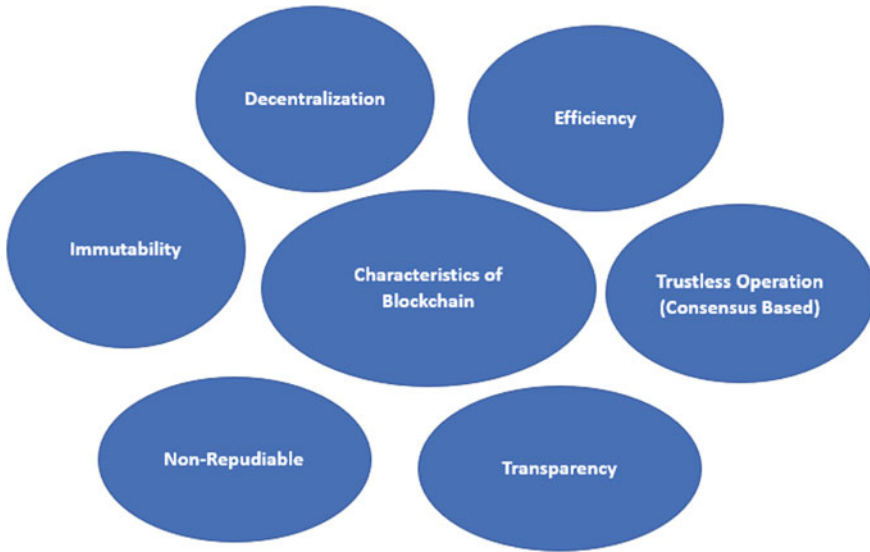 Decentralization
Efficiency
Immutability
Characteristics of
Blockchain
Trustless Operation
(Consensus Based)
Non-Repudiable
Transparency